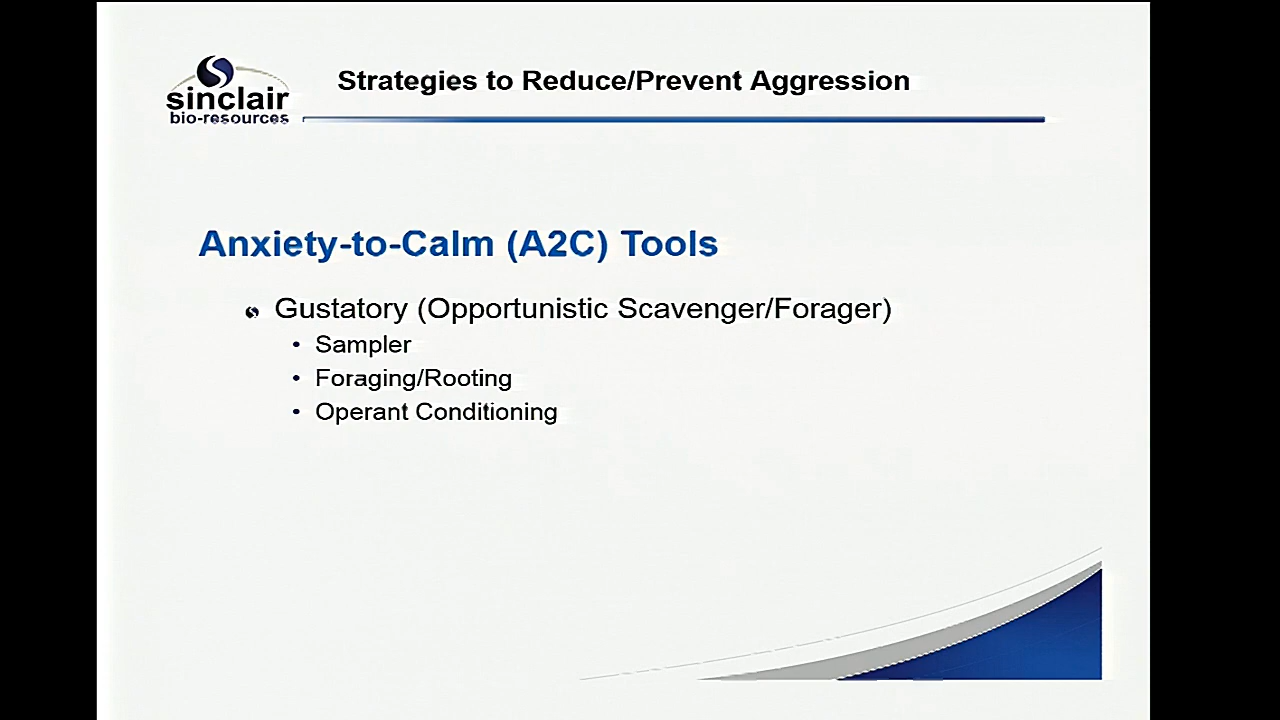 sinclair
bio-resources
Strategies to Reduce/Prevent Aggression
Anxiety-to-Calm (A2C) Tools
Gustatory (Opportunistic Scavenger/Forager)
• Sampler
• Foraging/Rooting
• Operant Conditioning